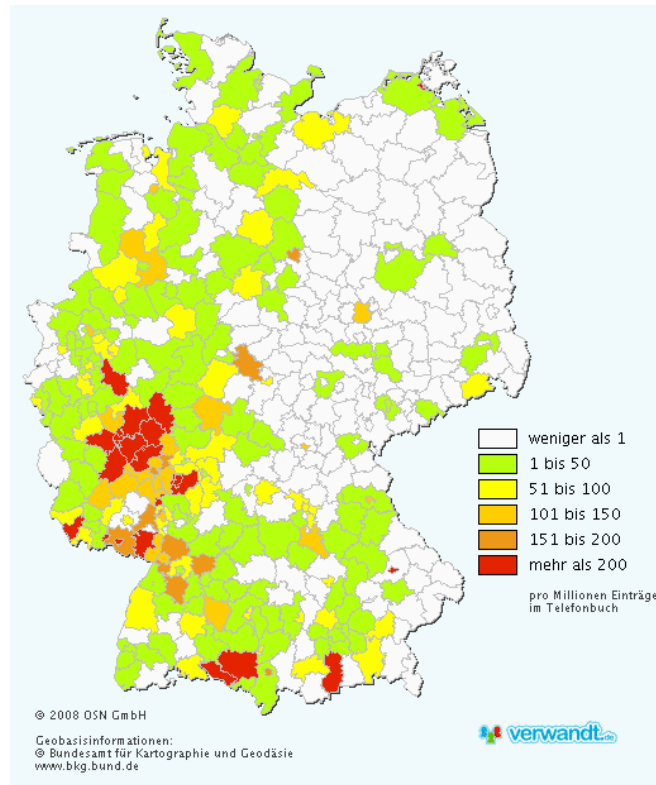 weniger als 1
1 bis 50
51 bis 100
101 bis 150
151 bis 200
mehr als 200
pro Millionen Einträge
im Telefonbuch
© 2008 OSN GmbH
Geobasisinformationen:
© Bundesamt für Kartographie und Geodäsie
www.bkg.bund.de
verwandt.de